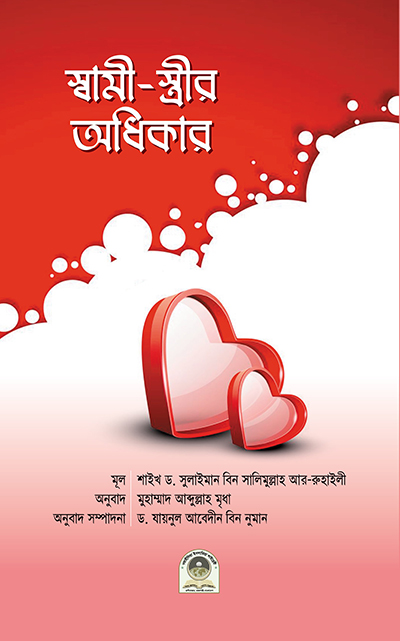 স্বামী-স্ত্রীর
অধিকার
মূল শাইখ ড. সুলাইমান বিন সালিমুল্লাহ আর-রুহাইলী
অনুবাদ মুহাম্মাদ আব্দুল্লাহ মৃধা
অনুবাদ সম্পাদনা ড. যায়নুল আবেদীন বিন নুমান